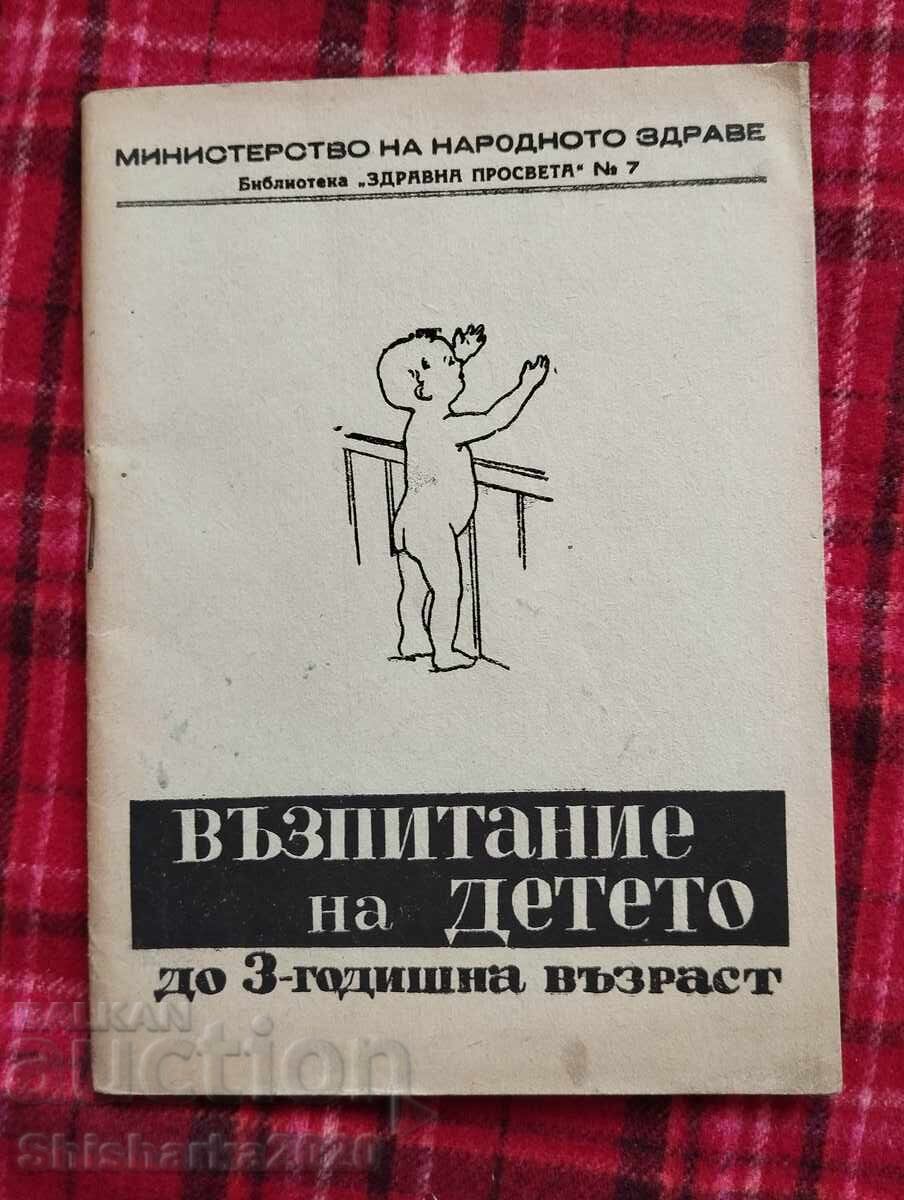 МИНИСТЕРСТВО НА НАРОДНОТО ЗДРАВЕ
Библиотека „ЗДРАВНА ПРОСВЕТА“ № 7
ВЪЗПИТАНИЕ
на ДЕТЕТО
до 3-годишна възраст
BALKAN
auction
Shisharka2020